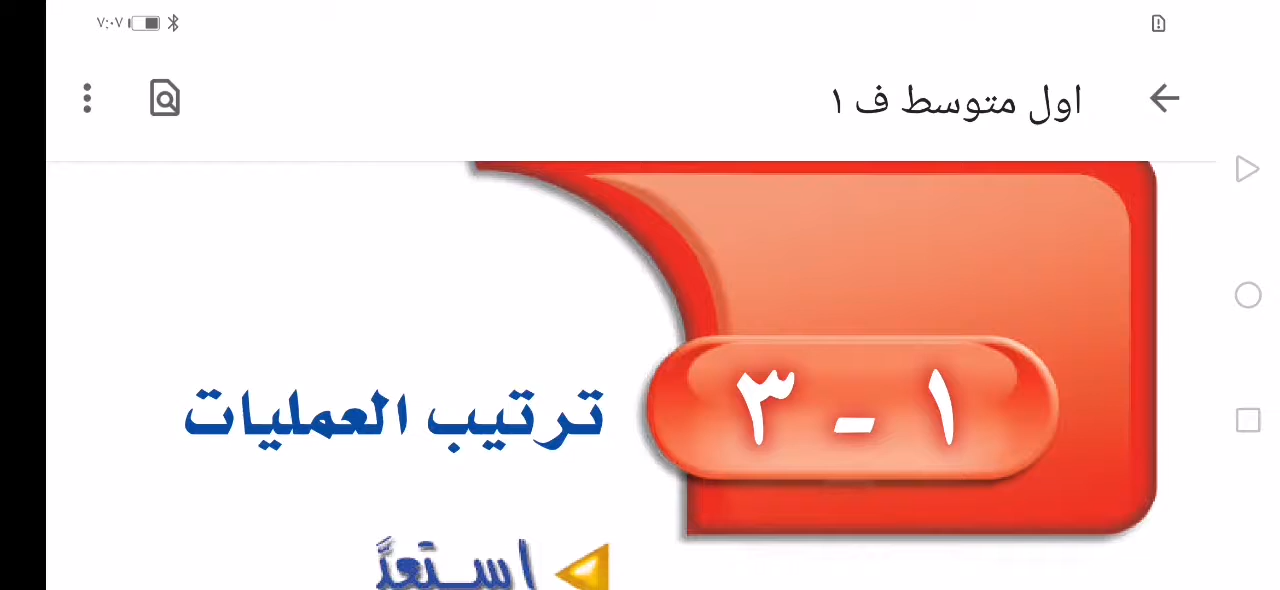 ٧:٠٧
اول متوسط ف ١
١ - ٣
ترتيب العمليات
استعدَّ